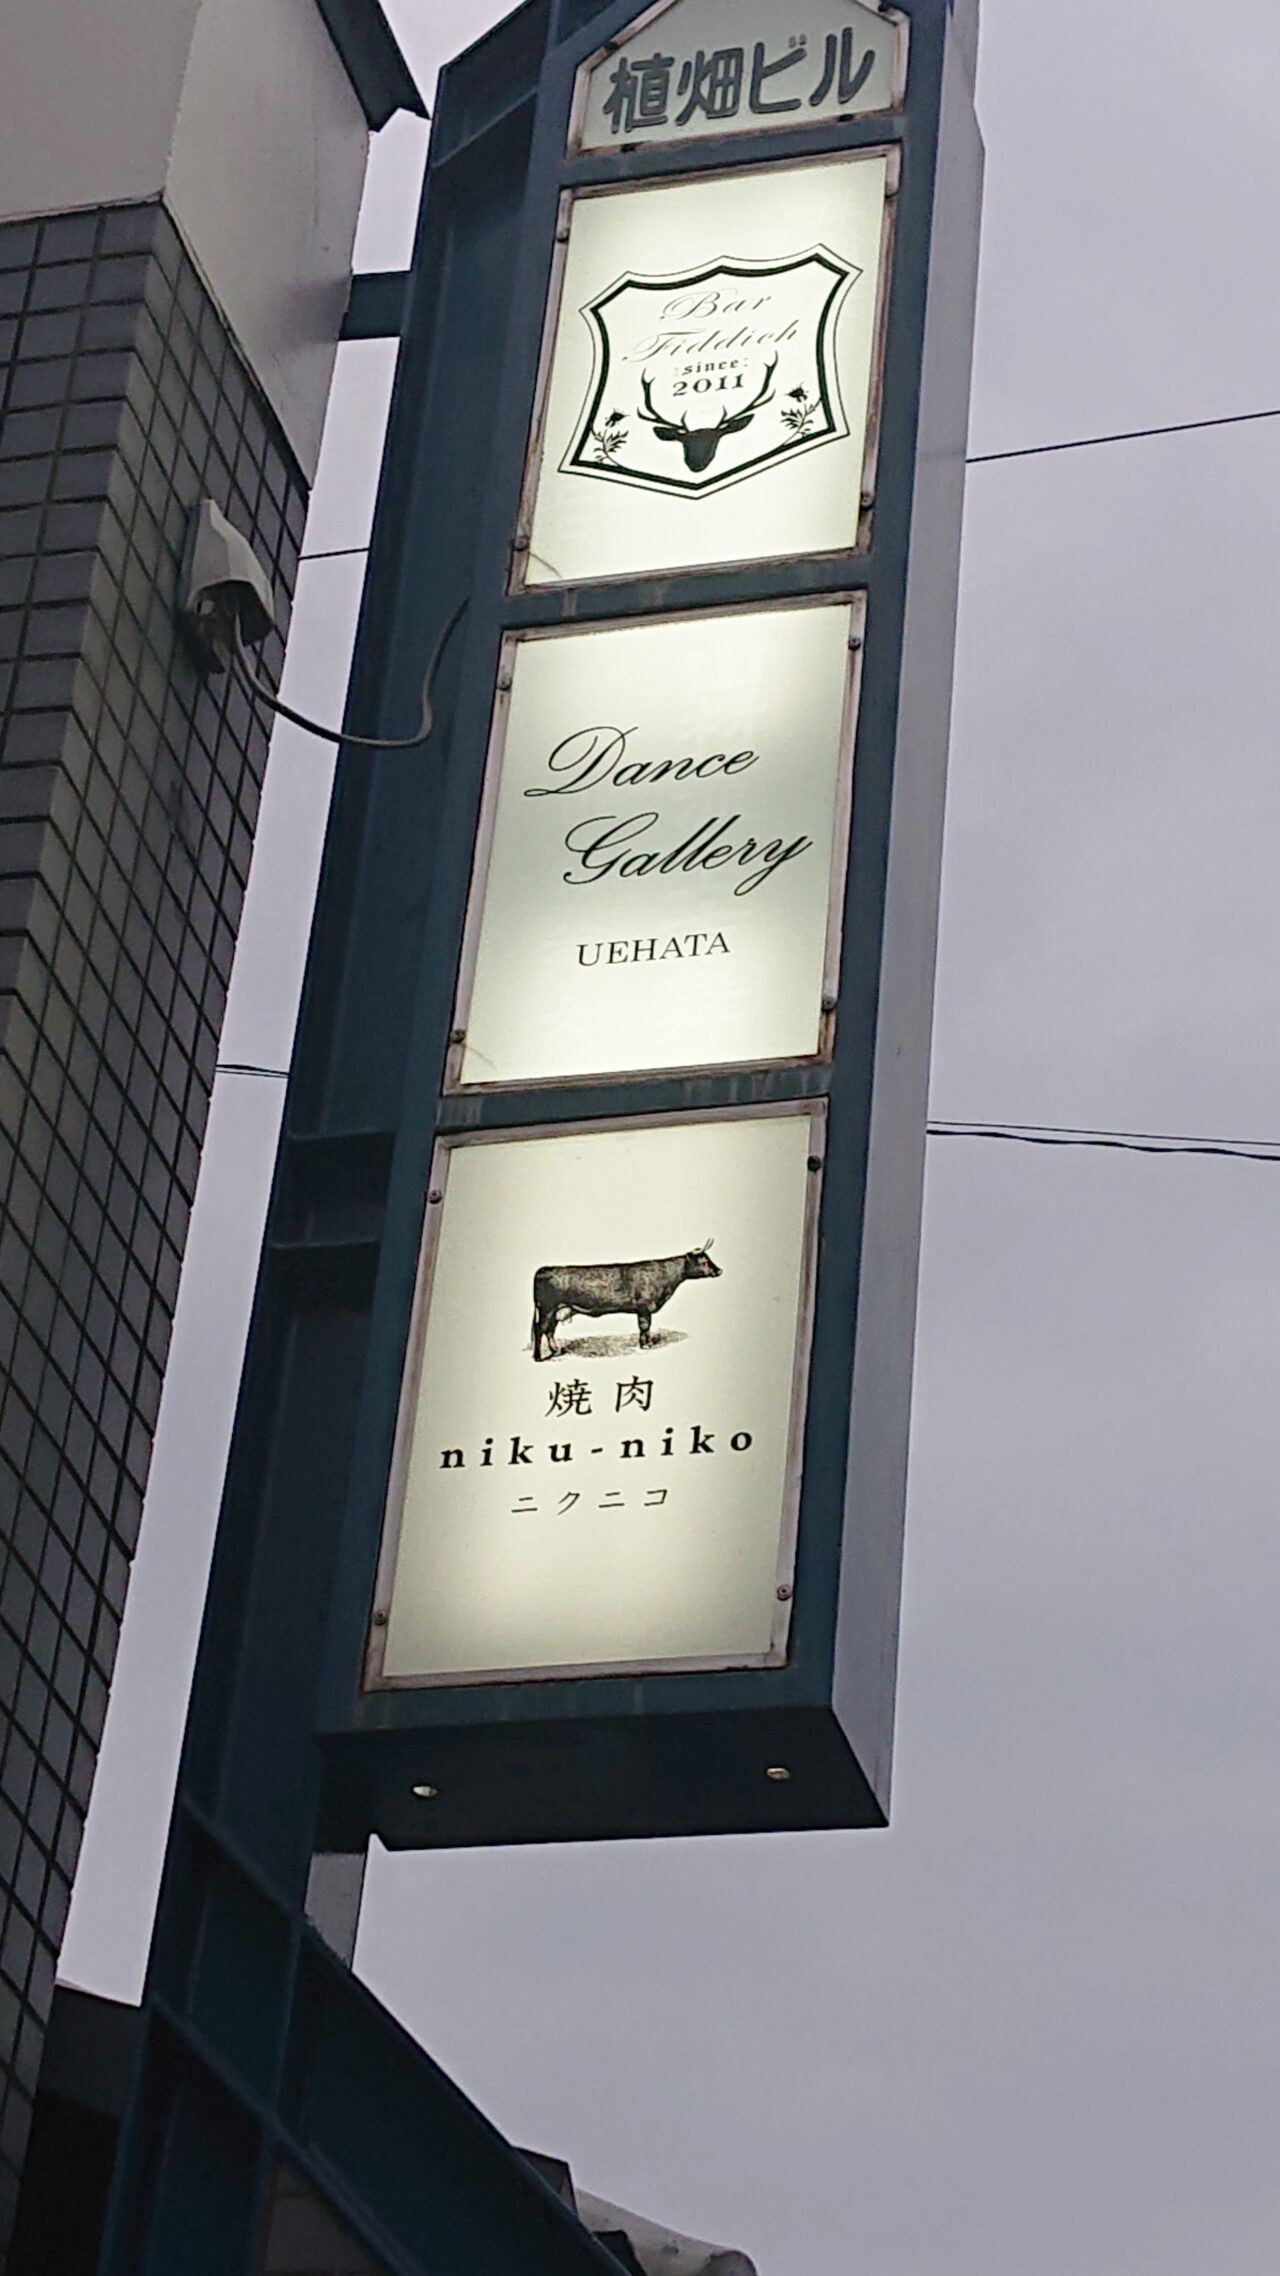 植畑ビル
Bar
Fiddich
:since:
2011
Dance
Gallery
UEHATA
焼肉
niku-niko
ニクニコ